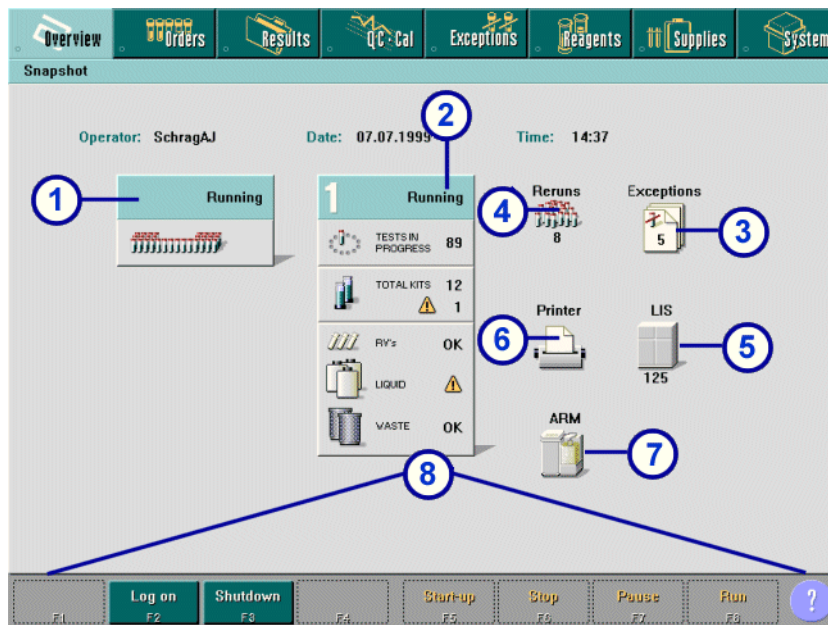 Overview Orders Results QC-Cal Exceptions Reagents Supplies System
Snapshot
2
Operator: SchragAJ Date: 07.07.1999 Time: 14:37
1 Running
1 Running
4 Reruns 8
Exceptions 5 3
TESTS IN PROGRESS 89
TOTAL KITS 12
1
RV's OK
LIQUID
WASTE OK
Printer 6
LIS 125 5
ARM 7
8
Log on Shutdown Start-up Stop Pause Run ?
F1 F2 F3 F4 F5 F6 F7 F8